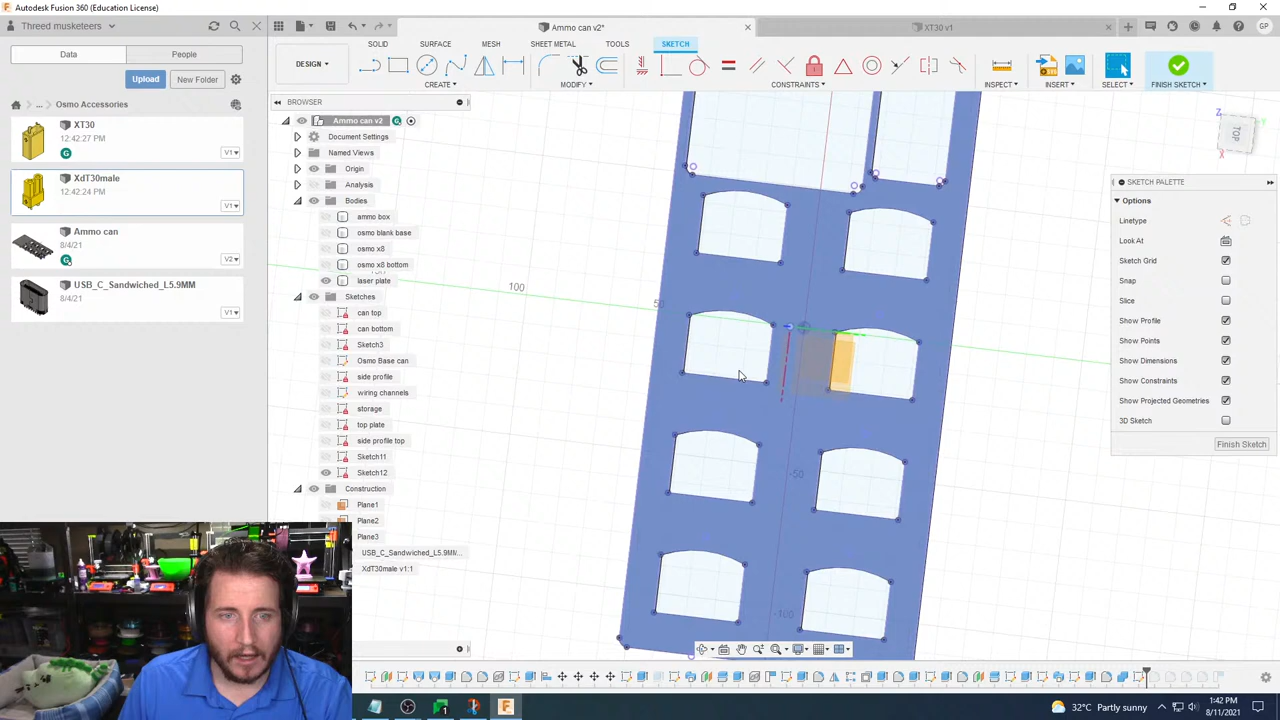 Autodesk Fusion 360 (Education License)
Threed musketeers
Ammo can v2*
XT30 v1
GP
Data
People
SOLID
SURFACE
MESH
SHEET METAL
TOOLS
SKETCH
DESIGN
Upload
New Folder
CREATE
MODIFY
CONSTRAINTS
INSPECT
INSERT
SELECT
FINISH SKETCH
... Osmo Accessories
BROWSER
XT30
12:42:27 PM
V1
XdT30male
12:42:24 PM
V1
Ammo can
8/4/21
V2
USB_C_Sandwiched_L5.9MM
8/4/21
V1
Ammo can v2
Document Settings
Named Views
Origin
Analysis
Bodies
ammo box
osmo blank base
osmo x8
osmo x8 bottom
laser plate
Sketches
can top
can bottom
Sketch3
Osmo Base can
side profile
wiring channels
storage
top plate
side profile top
Sketch11
Sketch12
Construction
Plane1
Plane2
Plane3
USB_C_Sandwiched_L5.9MM...
XdT30male v1:1
100
50
-50
-100
Z
TOP
X
SKETCH PALETTE
Options
Linetype
Look At
Sketch Grid
Snap
Slice
Show Profile
Show Points
Show Dimensions
Show Constraints
Show Projected Geometries
3D Sketch
Finish Sketch
32°C Partly sunny
1:42 PM
8/11/2021